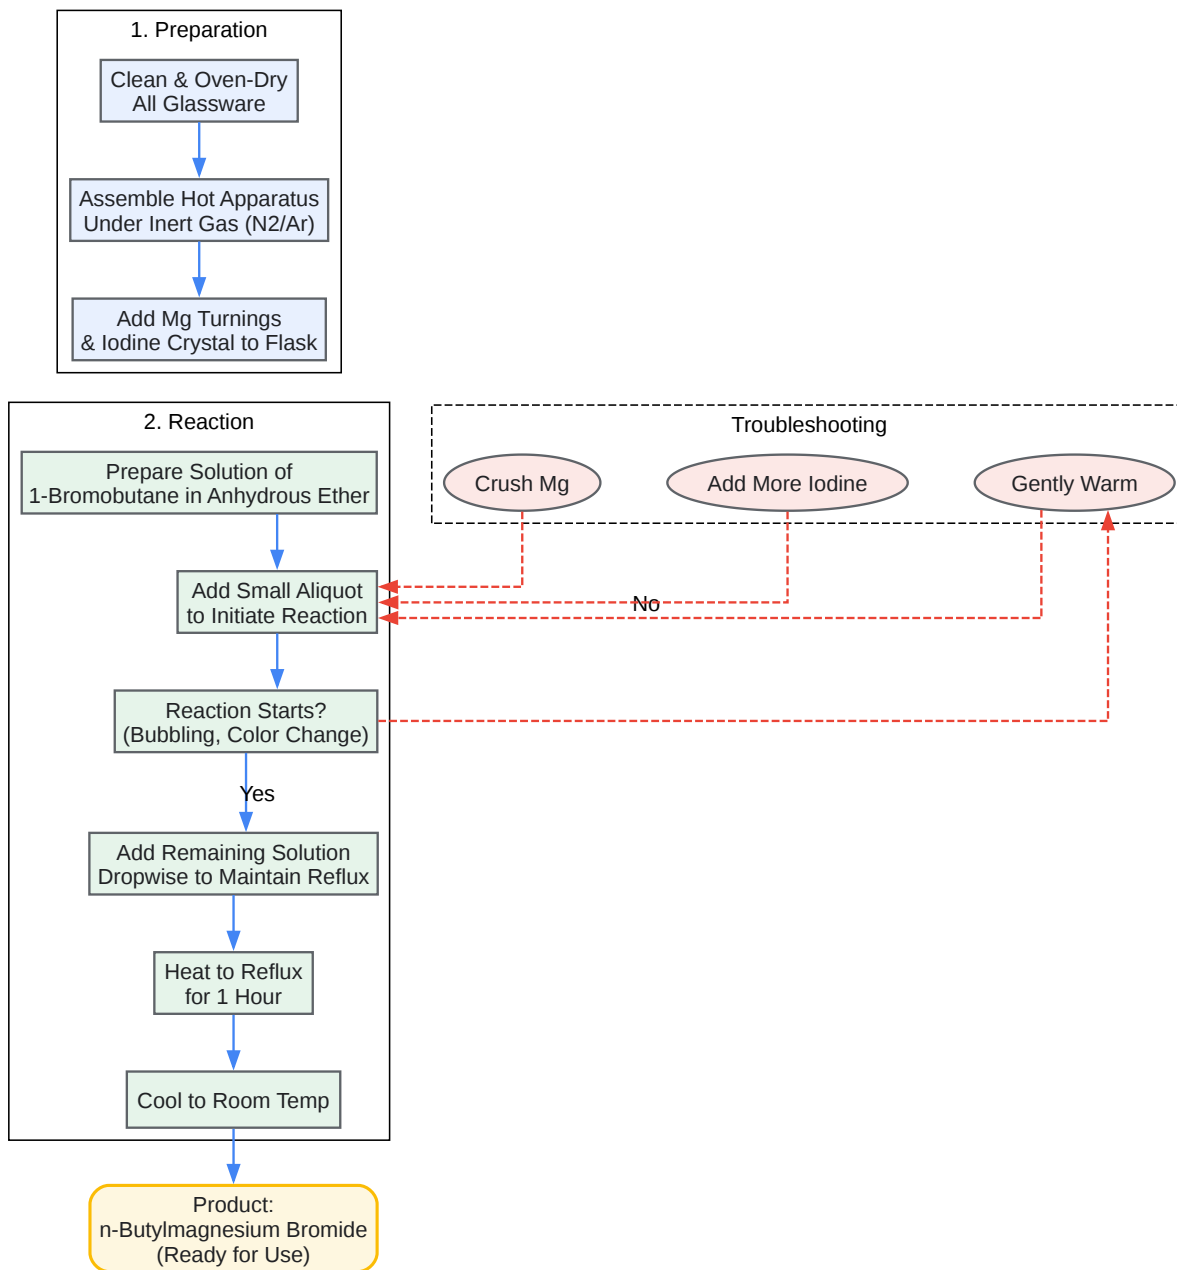 1. Preparation
Clean & Oven-Dry
All Glassware
Assemble Hot Apparatus
Under Inert Gas (N2/Ar)
Add Mg Turnings
& Iodine Crystal to Flask
2. Reaction
Prepare Solution of
1-Bromobutane in Anhydrous Ether
Add Small Aliquot
to Initiate Reaction
Reaction Starts?
(Bubbling, Color Change)
Yes
Add Remaining Solution
Dropwise to Maintain Reflux
Heat to Reflux
for 1 Hour
Cool to Room Temp
Product:
n-Butylmagnesium Bromide
(Ready for Use)
Troubleshooting
Crush Mg
Add More Iodine
Gently Warm
No